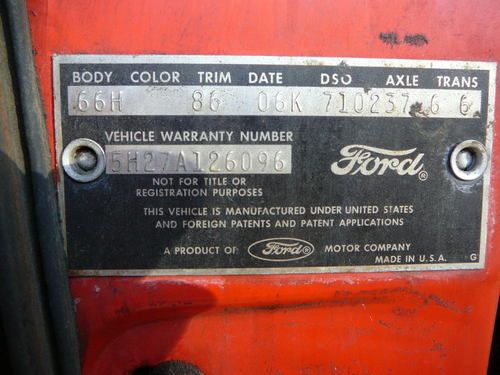 BODY COLOR TRIM DATE DSO AXLE TRANS
66H 86 06K 710237 6 6
VEHICLE WARRANTY NUMBER
5H27A126096
Ford®
NOT FOR TITLE OR
REGISTRATION PURPOSES
THIS VEHICLE IS MANUFACTURED UNDER UNITED STATES
AND FOREIGN PATENTS AND PATENT APPLICATIONS
A PRODUCT OF Ford® MOTOR COMPANY
MADE IN U.S.A. G